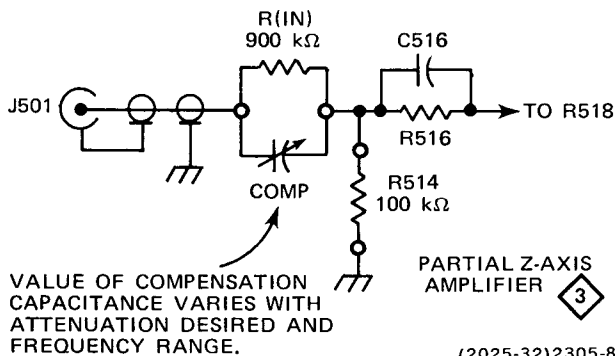 R(IN)
900 kΩ
C516
J501
TO R518
R516
COMP
R514
100 kΩ
VALUE OF COMPENSATION
CAPACITANCE VARIES WITH
ATTENUATION DESIRED AND
FREQUENCY RANGE.
PARTIAL Z-AXIS
AMPLIFIER 3
(2025-32)2305-8